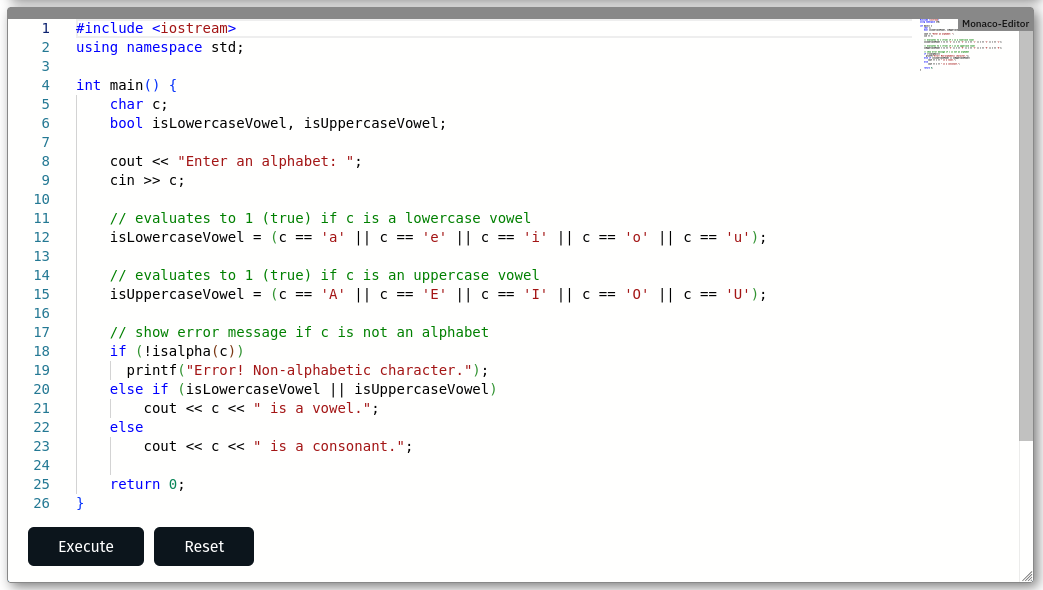 Monaco-Editor
1 #include <iostream>
2 using namespace std;
3
4 int main() {
5     char c;
6     bool isLowercaseVowel, isUppercaseVowel;
7
8     cout << "Enter an alphabet: ";
9     cin >> c;
10
11     // evaluates to 1 (true) if c is a lowercase vowel
12     isLowercaseVowel = (c == 'a' || c == 'e' || c == 'i' || c == 'o' || c == 'u');
13
14     // evaluates to 1 (true) if c is an uppercase vowel
15     isUppercaseVowel = (c == 'A' || c == 'E' || c == 'I' || c == 'O' || c == 'U');
16
17     // show error message if c is not an alphabet
18     if (!isalpha(c))
19       printf("Error! Non-alphabetic character.");
20     else if (isLowercaseVowel || isUppercaseVowel)
21         cout << c << " is a vowel.";
22     else
23         cout << c << " is a consonant.";
24
25     return 0;
26 }
Execute Reset